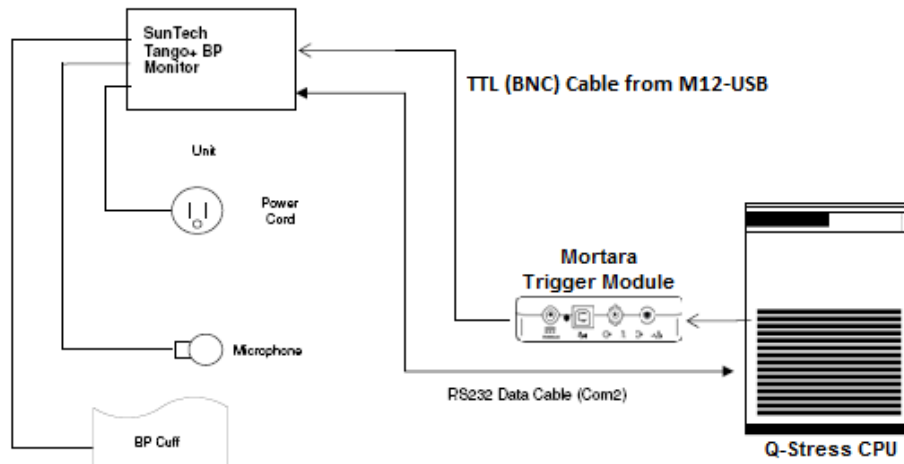 SunTech
Tango+ BP
Monitor
TTL (BNC) Cable from M12-USB
Unit
Power
Cord
Mortara
Trigger Module
Microphone
RS232 Data Cable (Com2)
BP Cuff
Q-Stress CPU